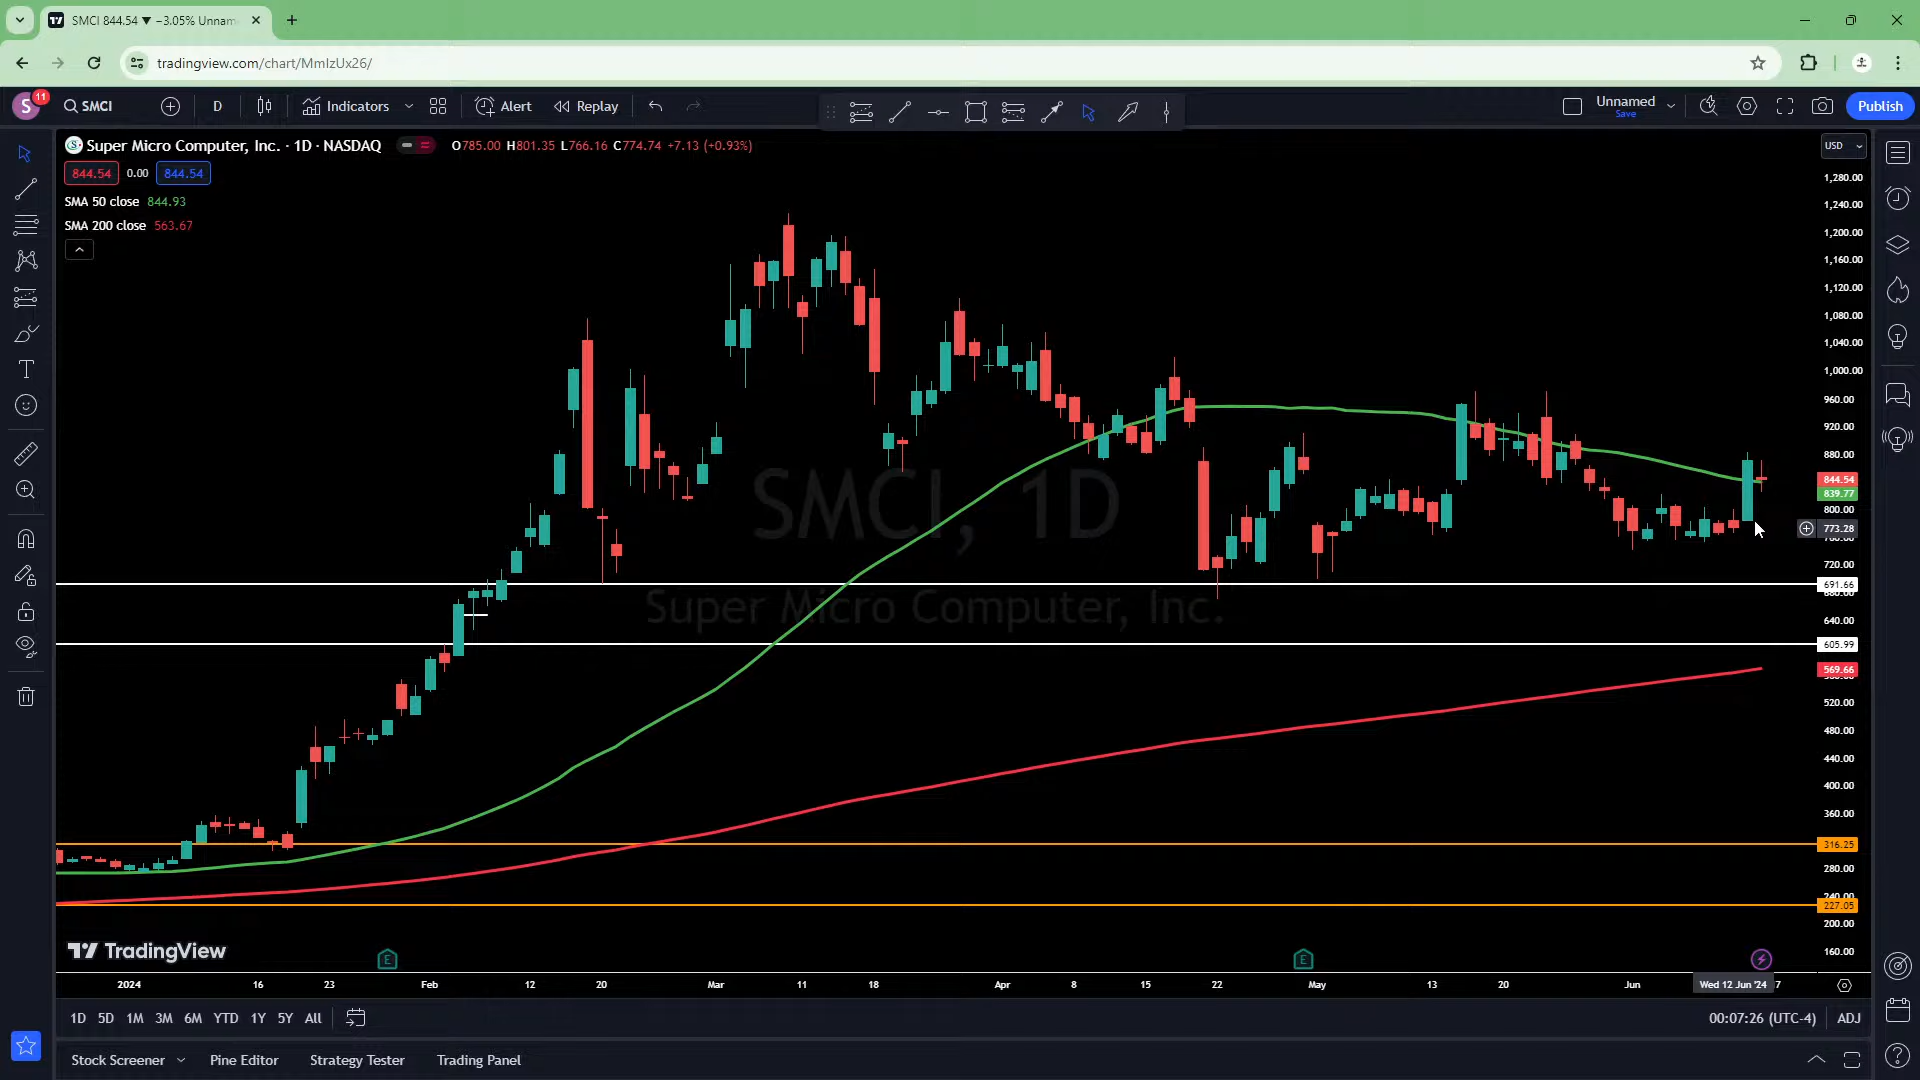 SMCI 844.54 ▼ −3.05% Unnam
tradingview.com/chart/MmIzUx26/
S 11 SMCI D Indicators Alert Replay Unnamed Save Publish
Super Micro Computer, Inc. · 1D · NASDAQ O785.00 H801.35 L766.16 C774.74 +7.13 (+0.93%)
USD
844.54 0.00 844.54
SMA 50 close 844.93
SMA 200 close 563.67
1,280.00
1,240.00
1,200.00
1,160.00
1,120.00
1,080.00
1,040.00
1,000.00
960.00
920.00
880.00
844.54
839.77
800.00
773.28
720.00
691.66
680.00
640.00
605.99
569.66
520.00
480.00
440.00
400.00
360.00
316.25
280.00
240.00
227.05
200.00
160.00
SMCI, 1D
Super Micro Computer, Inc.
TradingView
E E
2024 16 23 Feb 12 20 Mar 11 18 Apr 8 15 22 May 13 20 Jun Wed 12 Jun '24 7
1D 5D 1M 3M 6M YTD 1Y 5Y All 00:07:26 (UTC-4) ADJ
Stock Screener Pine Editor Strategy Tester Trading Panel